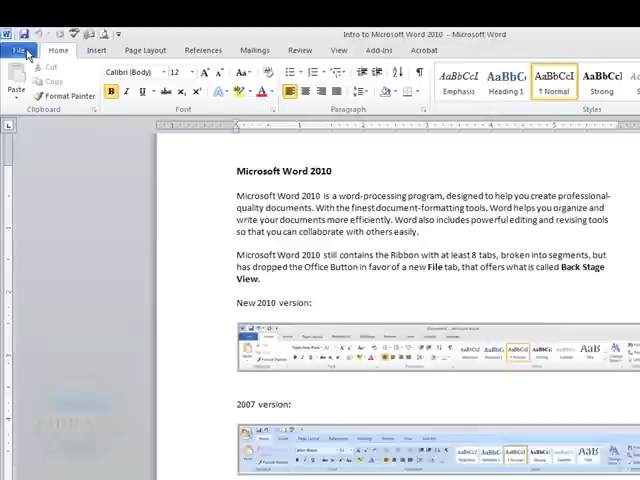 Intro to Microsoft Word 2010 - Microsoft Word
File Home Insert Page Layout References Mailings Review View Add-Ins Acrobat
Cut
Copy
Paste Format Painter
Calibri (Body) 12
AaBbCcI AaBbC AaBbCcI AaBbCcI
Emphasis Heading 1 ¶ Normal Strong
Clipboard Font Paragraph Styles
Microsoft Word 2010
Microsoft Word 2010 is a word-processing program, designed to help you create professional-
quality documents. With the finest document-formatting tools, Word helps you organize and
write your documents more efficiently. Word also includes powerful editing and revising tools
so that you can collaborate with others easily.
Microsoft Word 2010 still contains the Ribbon with at least 8 tabs, broken into segments, but
has dropped the Office Button in favor of a new File tab, that offers what is called Back Stage
View.
New 2010 version:
2007 version: